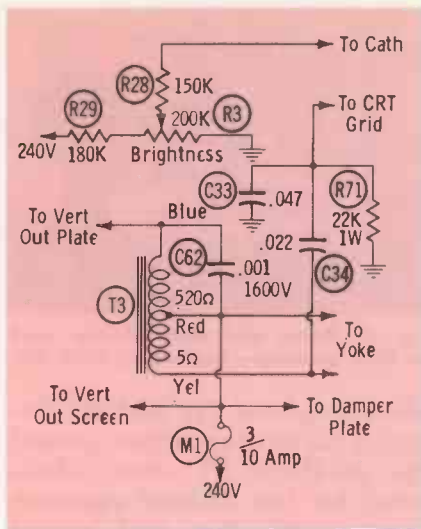 To Cath
R28
150K
R29
200K
R3
To CRT
Grid
240V
180K
Brightness
R71
C33
.047
To Vert
Out Plate
Blue
22K
1W
C62
.022
.001
1600V
C34
T3
520Ω
Red
To
Yoke
5Ω
Yel
To Vert
Out Screen
To Damper
Plate
M1
3/10 Amp
240V